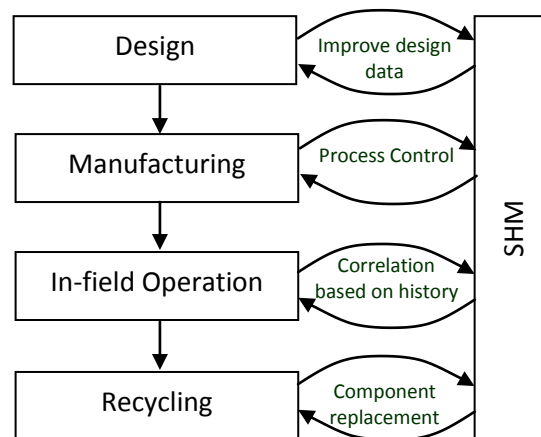 Design
Improve design
data
Manufacturing
Process Control
In-field Operation
Correlation
based on history
Recycling
Component
replacement
SHM